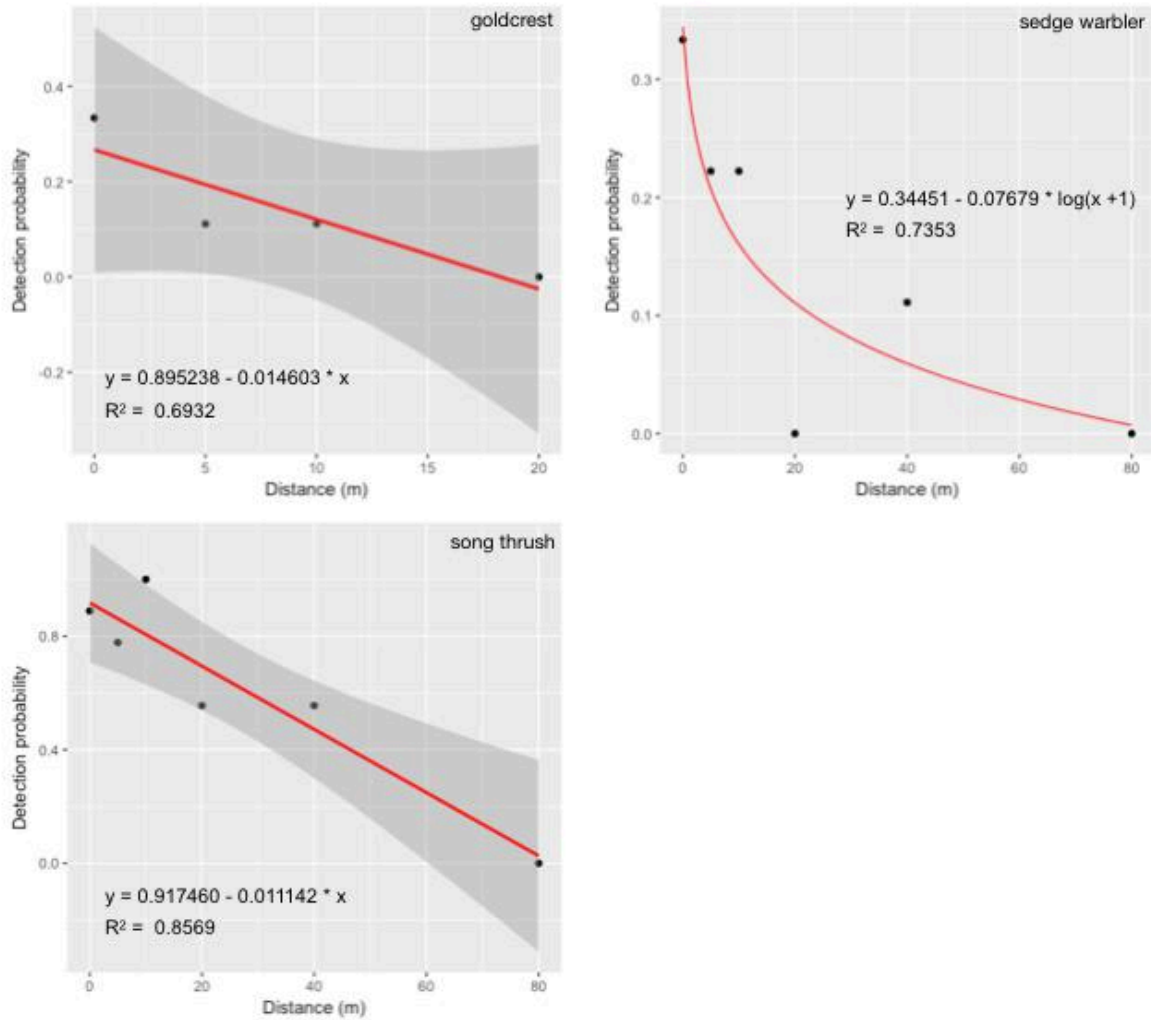 goldcrest
Detection probability
0.4
0.2
0.0
-0.2
y = 0.895238 - 0.014603 * x
R² = 0.6932
0 5 10 15 20
Distance (m)
sedge warbler
Detection probability
0.3
0.2
0.1
0.0
y = 0.34451 - 0.07679 * log(x +1)
R² = 0.7353
0 20 40 60 80
Distance (m)
song thrush
Detection probability
0.8
0.4
0.0
y = 0.917460 - 0.011142 * x
R² = 0.8569
0 20 40 60 80
Distance (m)